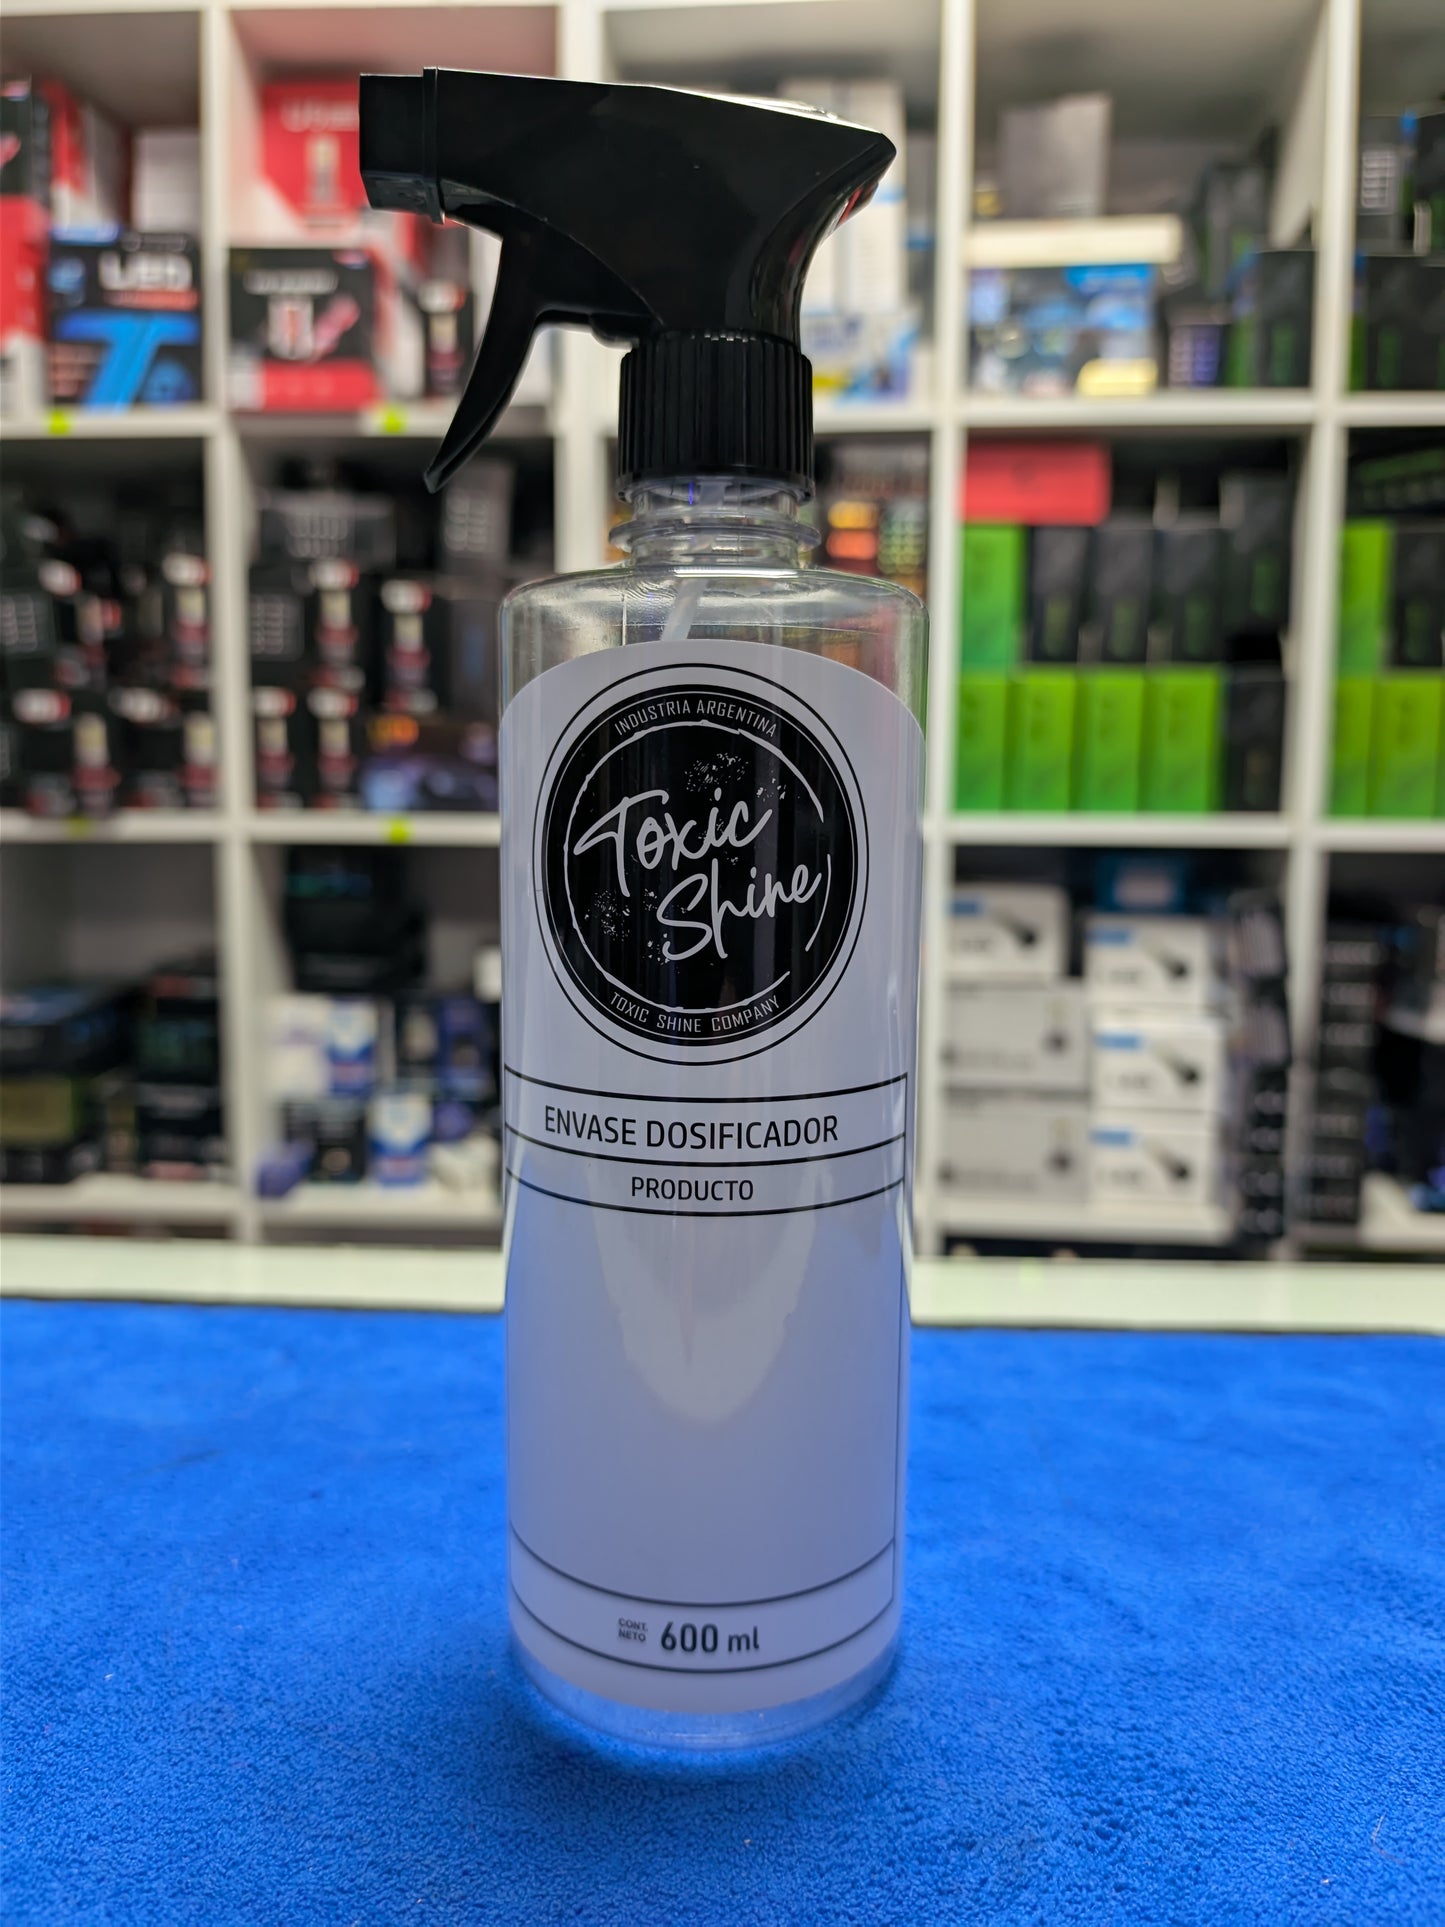 INDUSTRIA ARGENTINA
Toxic
Shine
TOXIC SHINE COMPANY
ENVASE DOSIFICADOR
PRODUCTO
CONT.
NETO 600 ml
LED